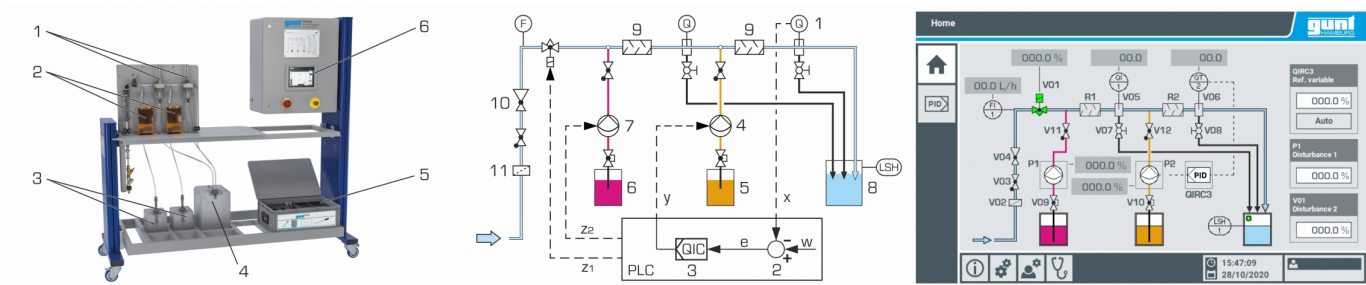 1
2
3
4
5
6
F
Q
Q
1
9
9
10
7
4
11
6
5
8
LSH
y
x
z2
z1
PLC
QIC
3
e
2
-
+
w
Home
gunt
HAMBURG
PID
000.0 %
00.0
00.0
00.0 L/h
V01
FI
1
R1
QI
1
V05
R2
QT
2
V06
V11
V07
V12
V08
V04
V03
V02
P1
000.0 %
P2
000.0 %
PID
QIRC3
V09
V10
LSH
1
QIRC3
Ref. variable
000.0 %
Auto
P1
Disturbance 1
000.0 %
V01
Disturbance 2
000.0 %
15:47:09
28/10/2020